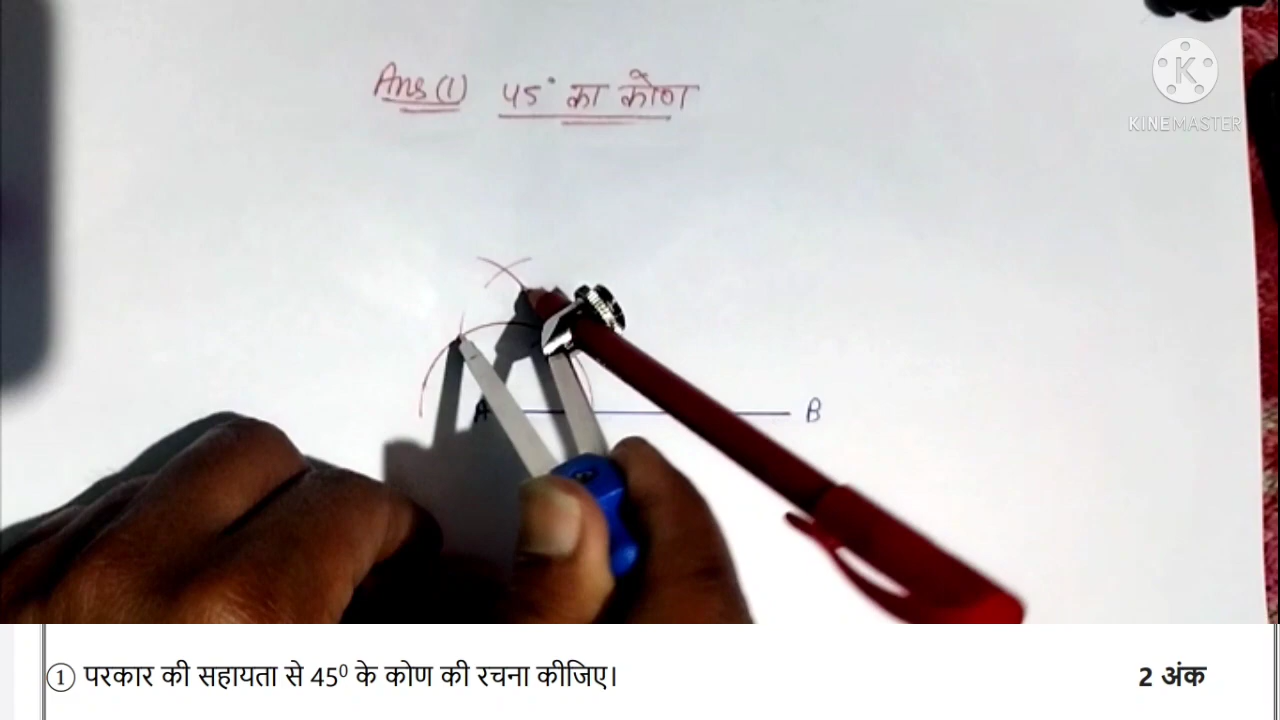 Ans (1) 45° का कोण
K
KINEMASTER
A B
① परकार की सहायता से 45⁰ के कोण की रचना कीजिए। 2 अंक